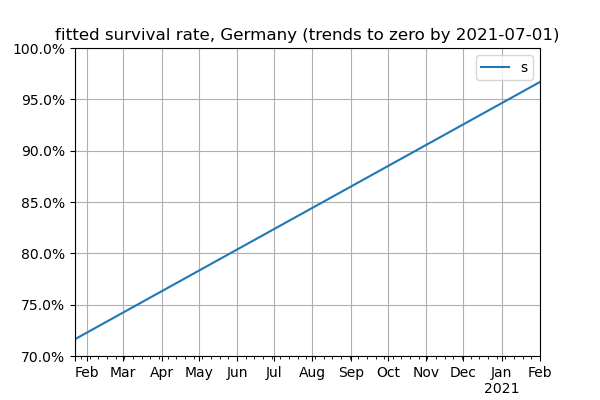 fitted survival rate, Germany (trends to zero by 2021-07-01)
100.0%
95.0%
90.0%
85.0%
80.0%
75.0%
70.0%
s
Feb Mar Apr May Jun Jul Aug Sep Oct Nov Dec Jan Feb
2021